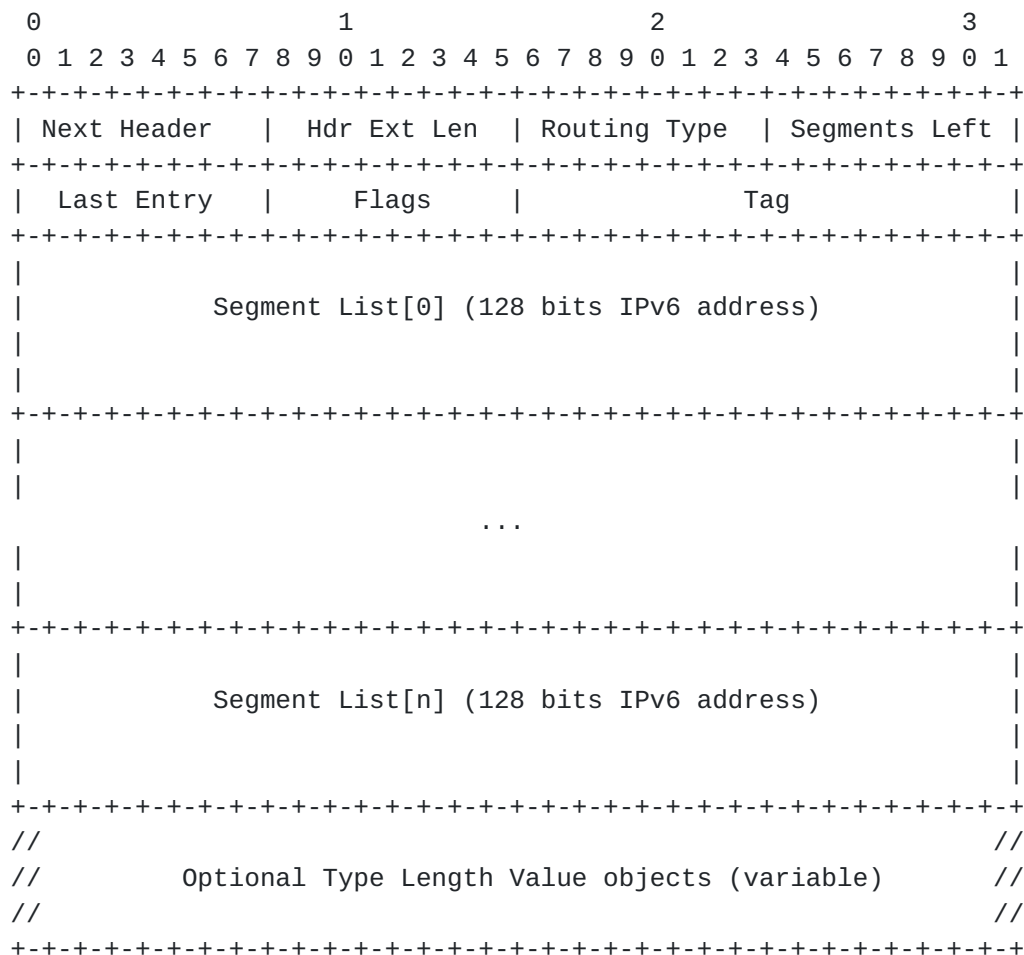 0                   1                   2                   3
 0 1 2 3 4 5 6 7 8 9 0 1 2 3 4 5 6 7 8 9 0 1 2 3 4 5 6 7 8 9 0 1
+-+-+-+-+-+-+-+-+-+-+-+-+-+-+-+-+-+-+-+-+-+-+-+-+-+-+-+-+-+-+-+-+
| Next Header   |  Hdr Ext Len  | Routing Type  | Segments Left |
+-+-+-+-+-+-+-+-+-+-+-+-+-+-+-+-+-+-+-+-+-+-+-+-+-+-+-+-+-+-+-+-+
|  Last Entry   |     Flags     |              Tag              |
+-+-+-+-+-+-+-+-+-+-+-+-+-+-+-+-+-+-+-+-+-+-+-+-+-+-+-+-+-+-+-+-+
|                                                               |
|            Segment List[0] (128 bits IPv6 address)            |
|                                                               |
|                                                               |
+-+-+-+-+-+-+-+-+-+-+-+-+-+-+-+-+-+-+-+-+-+-+-+-+-+-+-+-+-+-+-+-+
|                                                               |
|                                                               |
                              ...
|                                                               |
|                                                               |
+-+-+-+-+-+-+-+-+-+-+-+-+-+-+-+-+-+-+-+-+-+-+-+-+-+-+-+-+-+-+-+-+
|                                                               |
|            Segment List[n] (128 bits IPv6 address)            |
|                                                               |
|                                                               |
+-+-+-+-+-+-+-+-+-+-+-+-+-+-+-+-+-+-+-+-+-+-+-+-+-+-+-+-+-+-+-+-+
//                                                             //
//         Optional Type Length Value objects (variable)       //
//                                                             //
+-+-+-+-+-+-+-+-+-+-+-+-+-+-+-+-+-+-+-+-+-+-+-+-+-+-+-+-+-+-+-+-+